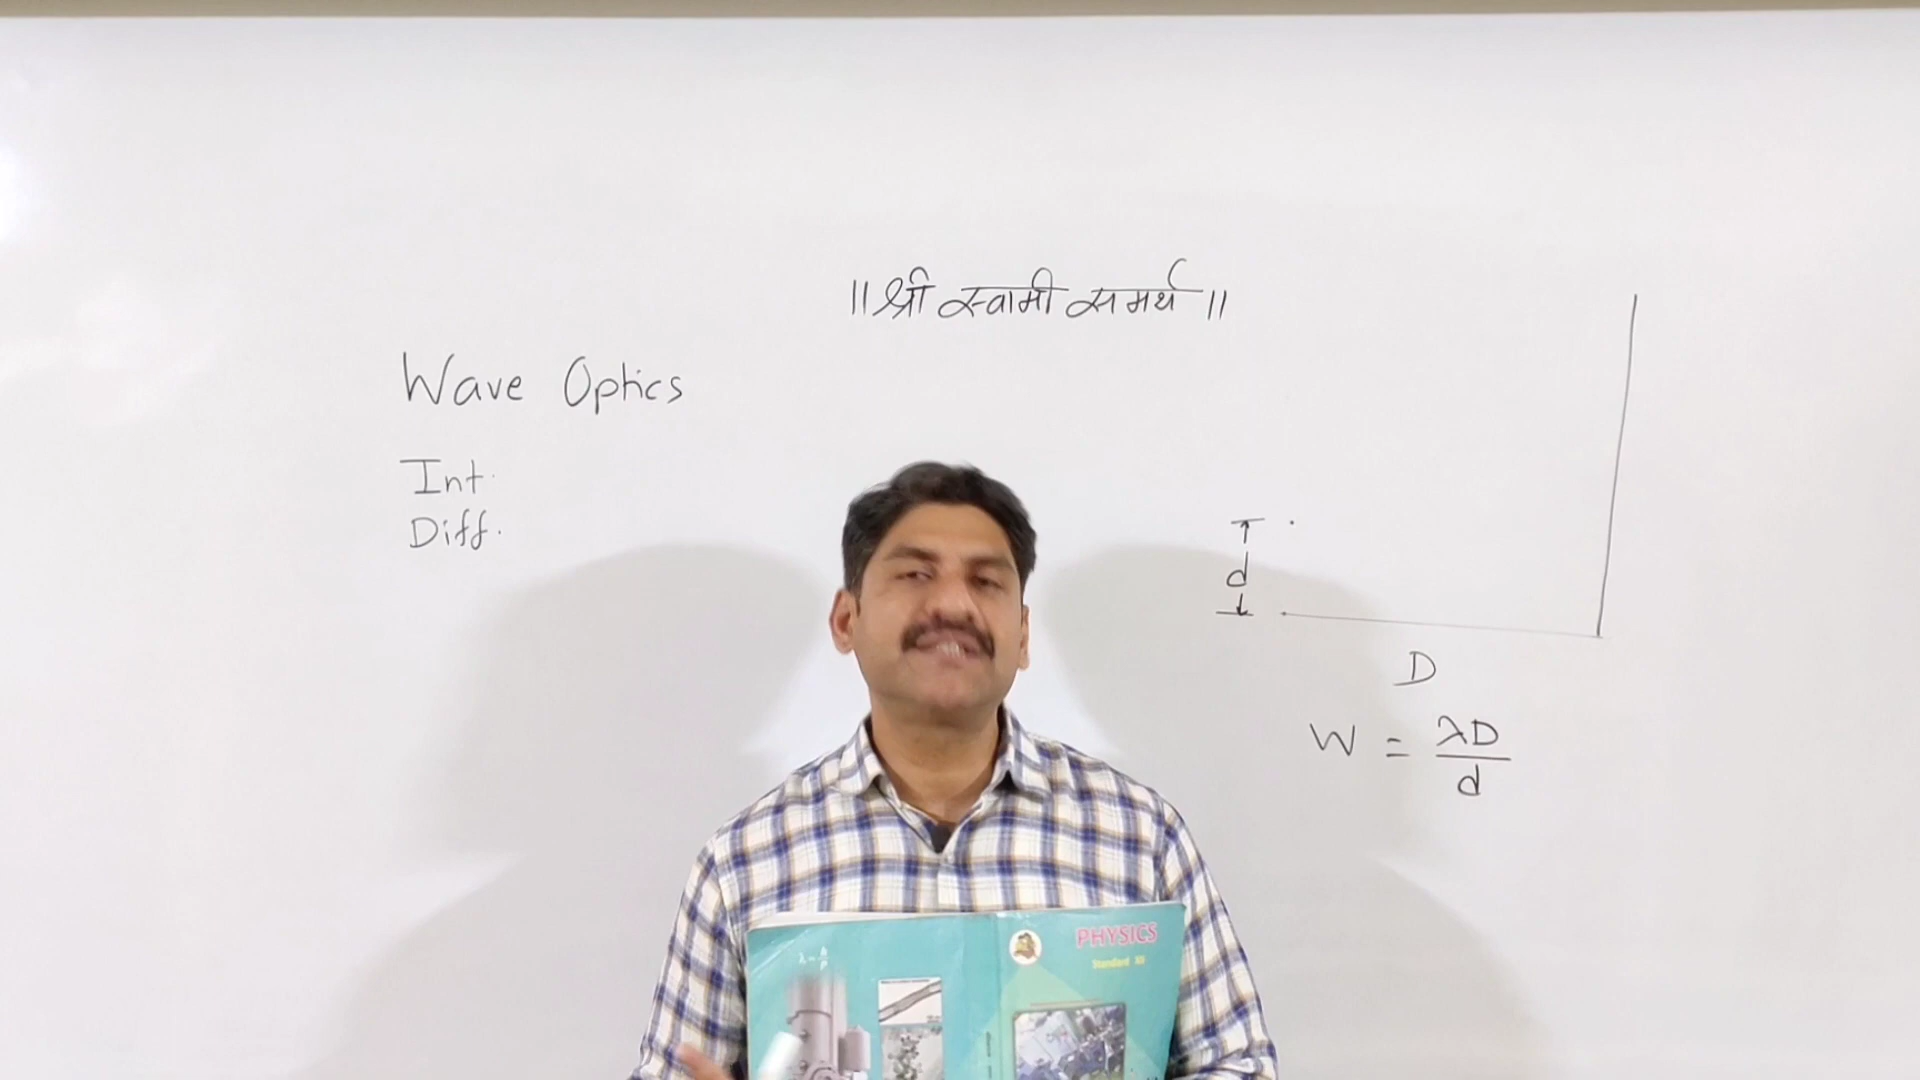 ॥ श्री स्वामी समर्थ ॥
Wave Optics
Int.
Diff.
d
D
W = λD/d
PHYSICS
Standard XII
λ = h/p